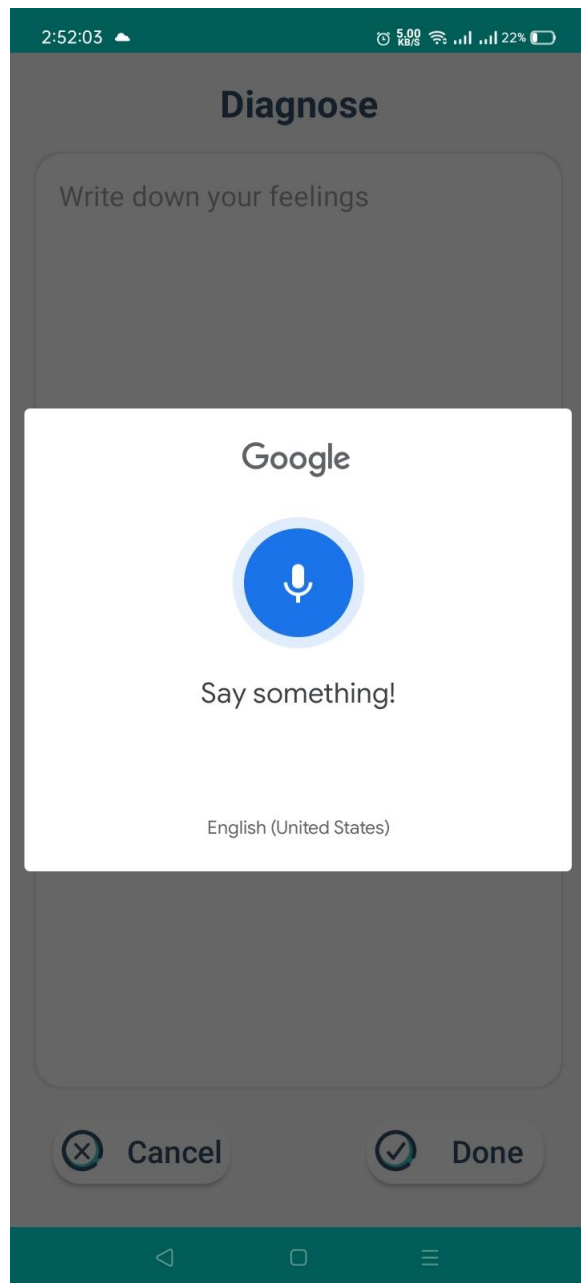 2:52:03 5.00 KB/S 22%
Diagnose
Write down your feelings
Google
Say something!
English (United States)
Cancel Done